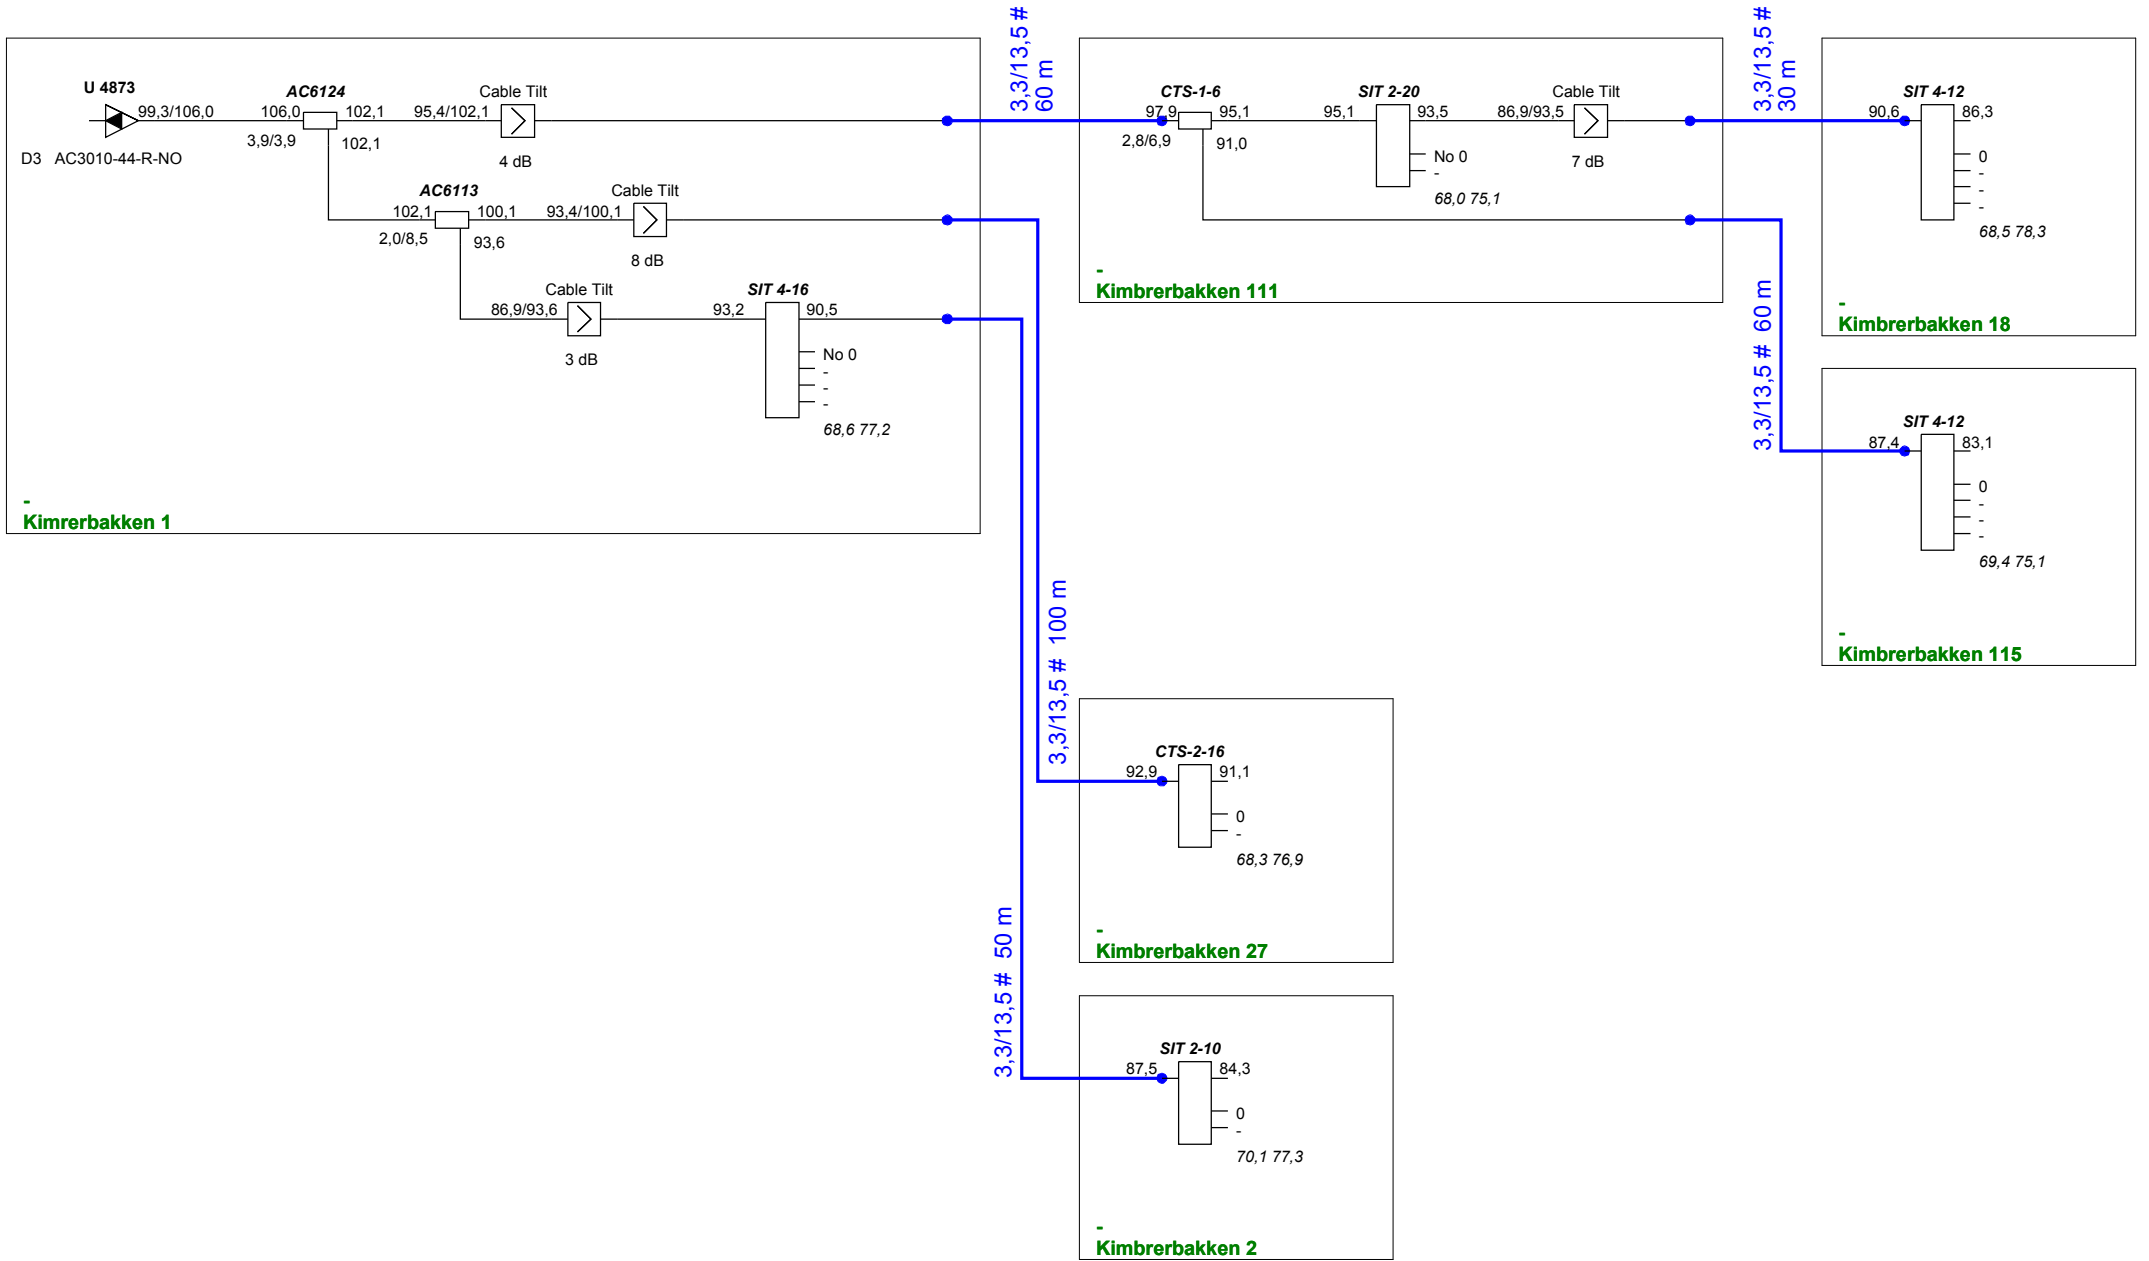 U 4873
99,3/106,0
D3 AC3010-44-R-NO
AC6124
106,0
102,1
3,9/3,9
102,1
95,4/102,1
Cable Tilt
4 dB
AC6113
102,1
100,1
2,0/8,5
93,6
93,4/100,1
Cable Tilt
8 dB
86,9/93,6
Cable Tilt
3 dB
SIT 4-16
93,2
90,5
No 0
-
-
-
68,6 77,2
-
Kimrerbakken 1
3,3/13,5 #
60 m
CTS-1-6
97,9
95,1
2,8/6,9
91,0
SIT 2-20
95,1
93,5
No 0
-
68,0 75,1
86,9/93,5
Cable Tilt
7 dB
-
Kimbrerbakken 111
3,3/13,5 #
30 m
SIT 4-12
90,6
86,3
0
-
-
-
68,5 78,3
-
Kimbrerbakken 18
3,3/13,5 # 60 m
SIT 4-12
87,4
83,1
0
-
-
-
69,4 75,1
-
Kimbrerbakken 115
3,3/13,5 # 100 m
CTS-2-16
92,9
91,1
0
-
68,3 76,9
-
Kimbrerbakken 27
3,3/13,5 # 50 m
SIT 2-10
87,5
84,3
0
-
70,1 77,3
-
Kimbrerbakken 2